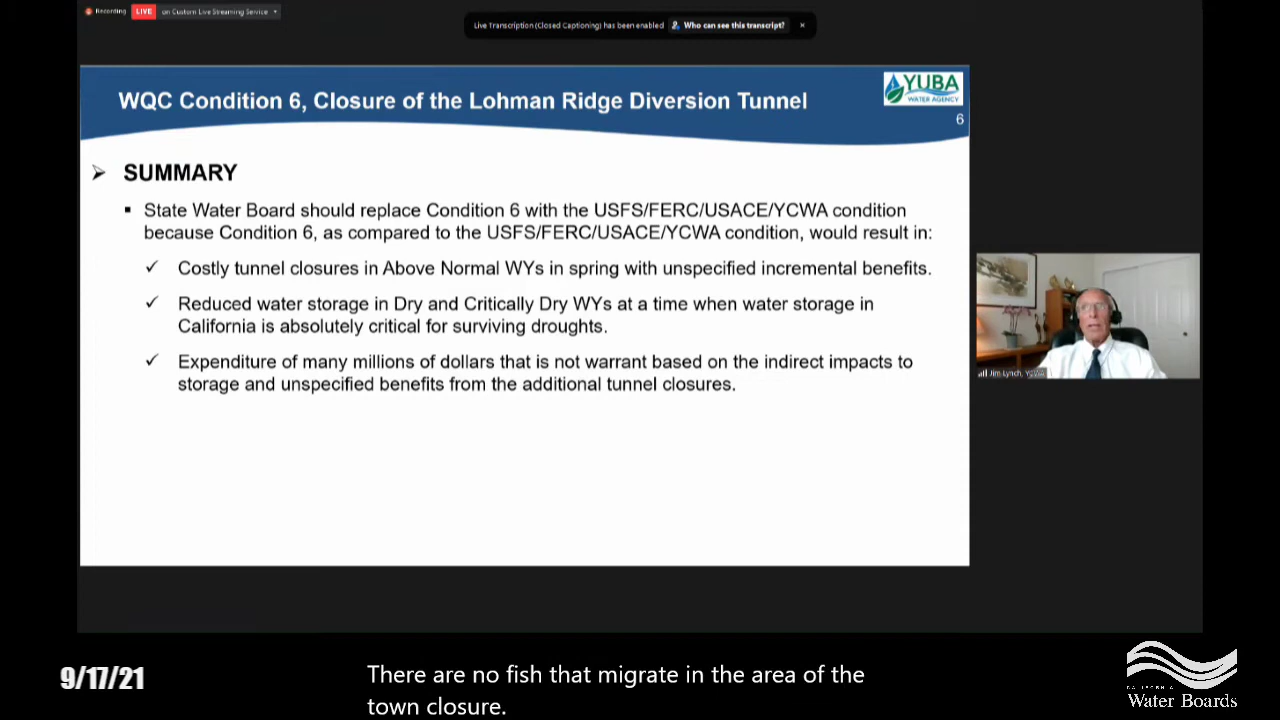 Recording LIVE on Custom Live Streaming Service
Live Transcription (Closed Captioning) has been enabled Who can see this transcript?
WQC Condition 6, Closure of the Lohman Ridge Diversion Tunnel
YUBA
WATER AGENCY
6
SUMMARY
State Water Board should replace Condition 6 with the USFS/FERC/USACE/YCWA condition
because Condition 6, as compared to the USFS/FERC/USACE/YCWA condition, would result in:
Costly tunnel closures in Above Normal WYs in spring with unspecified incremental benefits.
Reduced water storage in Dry and Critically Dry WYs at a time when water storage in
California is absolutely critical for surviving droughts.
Expenditure of many millions of dollars that is not warrant based on the indirect impacts to
storage and unspecified benefits from the additional tunnel closures.
Jim Lynch, YCWA
9/17/21
There are no fish that migrate in the area of the
town closure.
CALIFORNIA
Water Boards